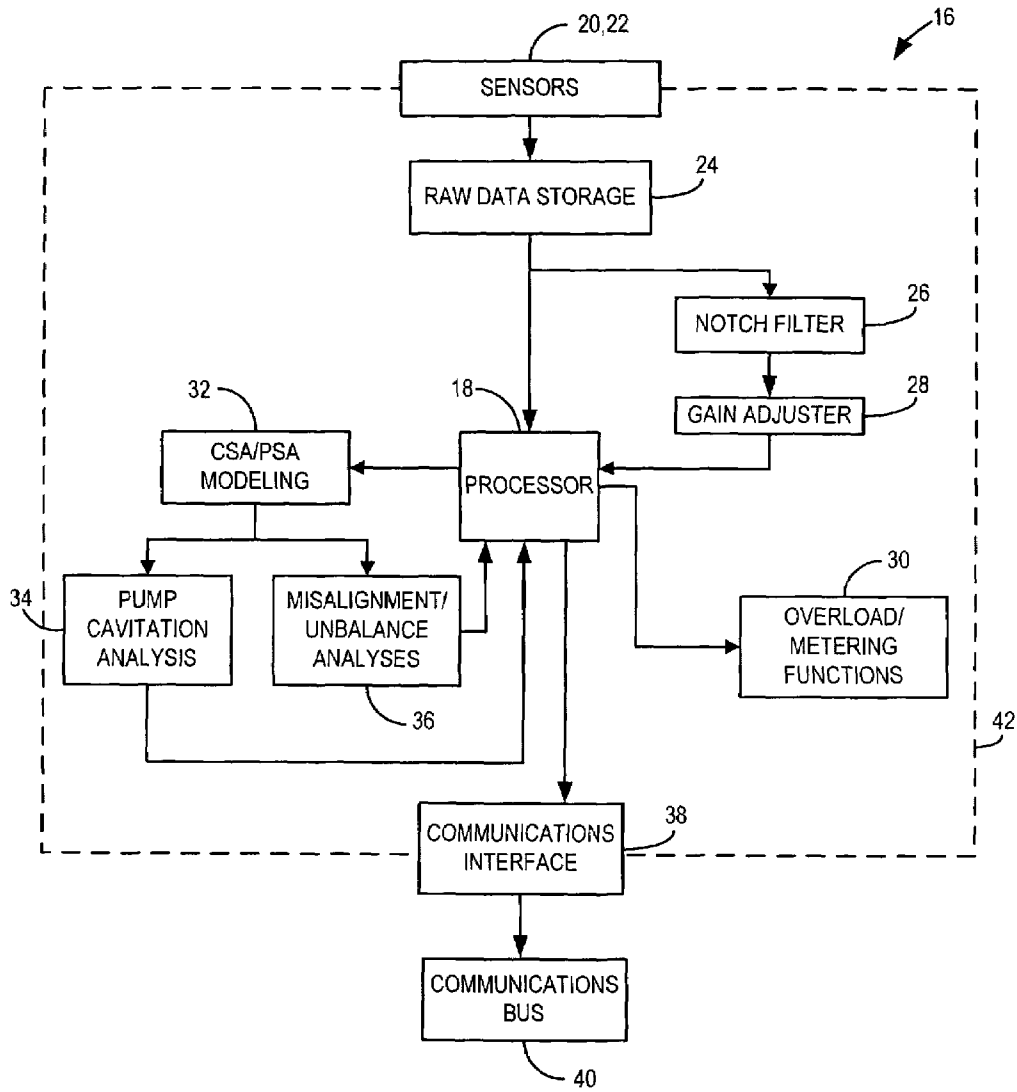 16
20,22
SENSORS
24
RAW DATA STORAGE
26
NOTCH FILTER
28
GAIN ADJUSTER
32
18
CSA/PSA
MODELING
PROCESSOR
34
PUMP
CAVITATION
ANALYSIS
MISALIGNMENT/
UNBALANCE
ANALYSES
36
30
OVERLOAD/
METERING
FUNCTIONS
42
COMMUNICATIONS
INTERFACE
38
COMMUNICATIONS
BUS
40